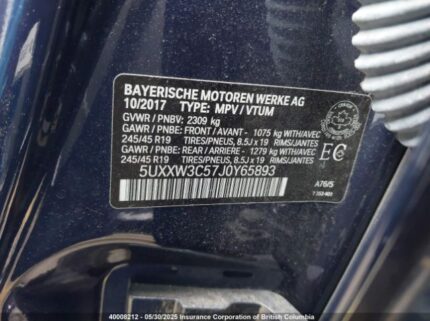 BAYERISCHE MOTOREN WERKE AG
10/2017 TYPE: MPV / VTUM
GVWR / PNBV: 2309 kg
GAWR / PNBE: FRONT / AVANT - 1075 kg WITH/AVEC
245/45 R19 TIRES/PNEUS, 8.5J x 19 RIMS/JANTES
GAWR / PNBE: REAR / ARRIERE - 1279 kg WITH/AVEC
245/45 R19 TIRES/PNEUS, 8.5J x 19 RIMS/JANTES
5UXXW3C57J0Y65893
EC
A76/5
40008212 - 05/30/2025 Insurance Corporation of British Columbia